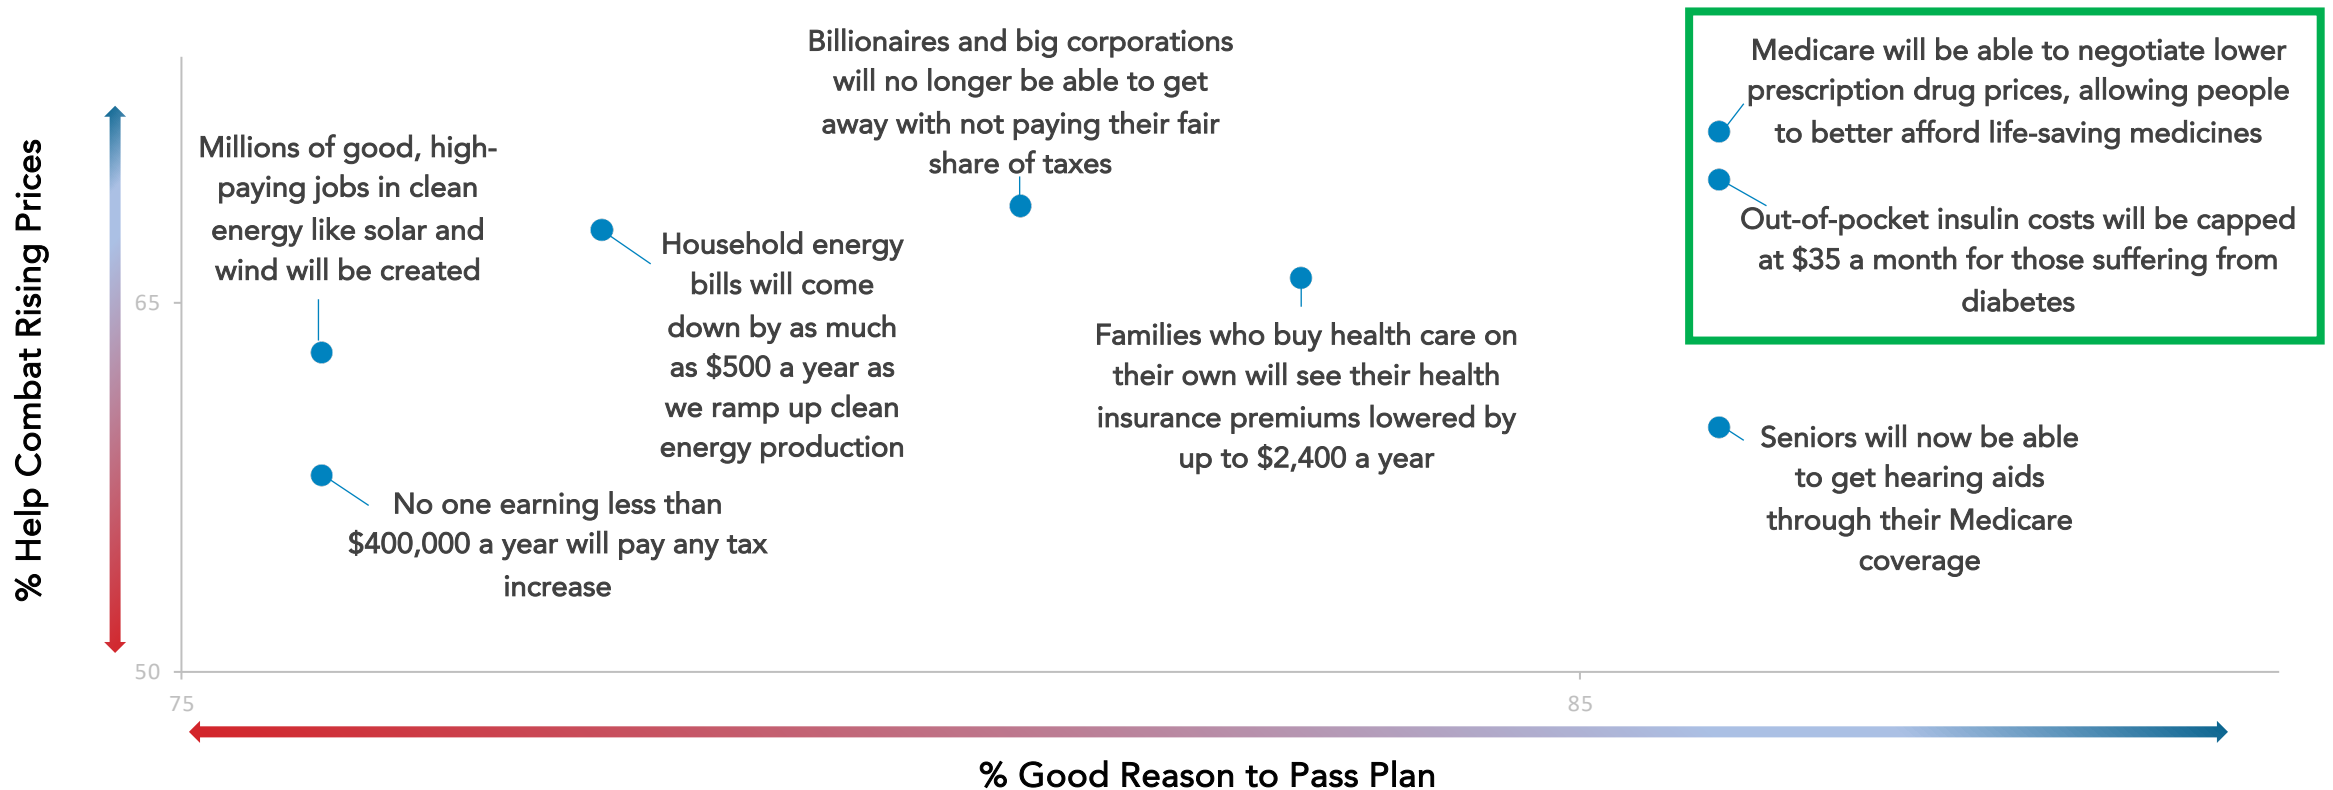 % Help Combat Rising Prices
65
50
75
85
% Good Reason to Pass Plan
Millions of good, high-
paying jobs in clean
energy like solar and
wind will be created
No one earning less than
$400,000 a year will pay any tax
increase
Household energy
bills will come
down by as much
as $500 a year as
we ramp up clean
energy production
Billionaires and big corporations
will no longer be able to get
away with not paying their fair
share of taxes
Families who buy health care on
their own will see their health
insurance premiums lowered by
up to $2,400 a year
Medicare will be able to negotiate lower
prescription drug prices, allowing people
to better afford life-saving medicines
Out-of-pocket insulin costs will be capped
at $35 a month for those suffering from
diabetes
Seniors will now be able
to get hearing aids
through their Medicare
coverage